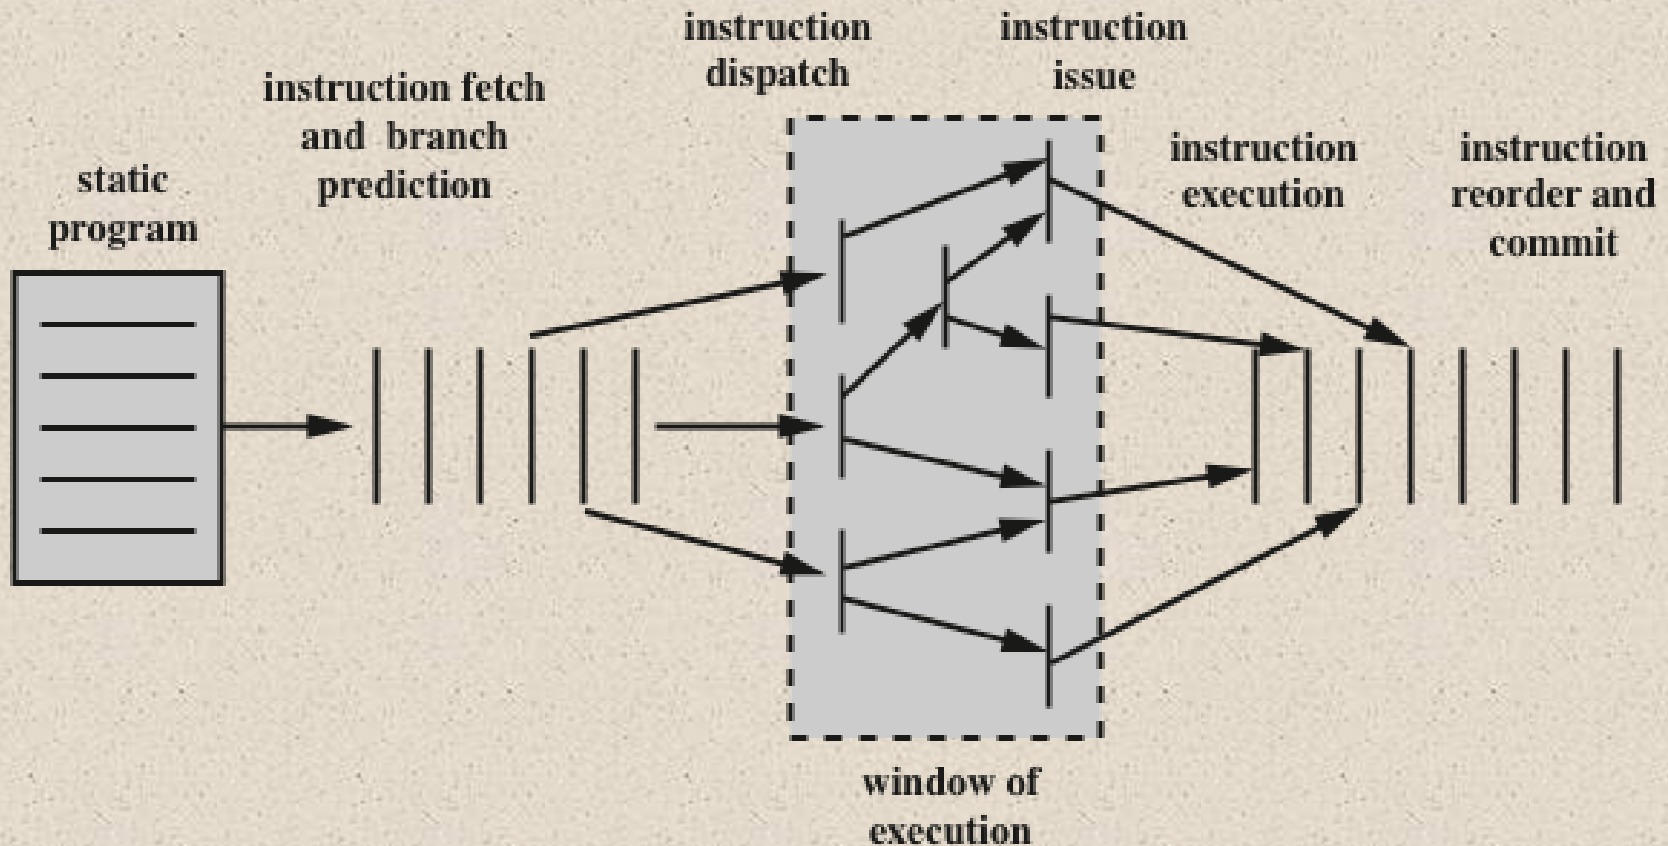 static
program
instruction fetch
and branch
prediction
instruction
dispatch
instruction
issue
instruction
execution
instruction
reorder and
commit
window of
execution